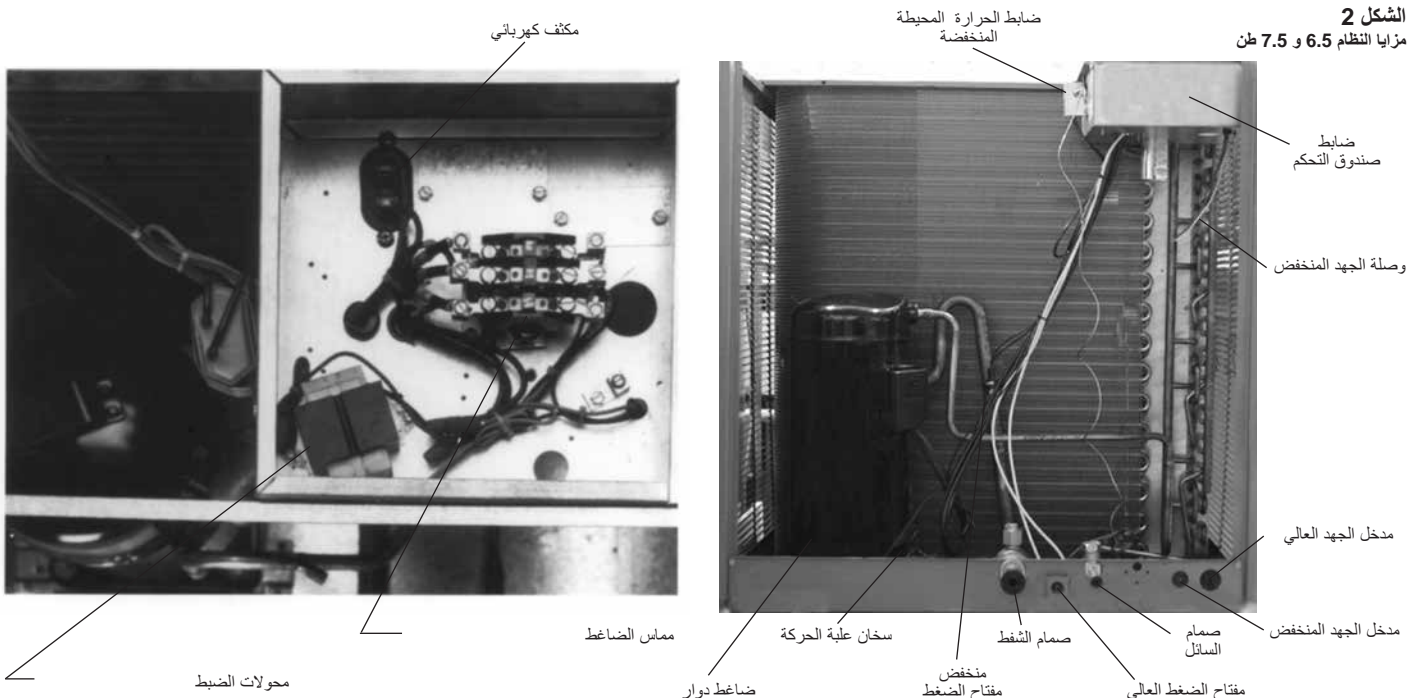 الشكل 2
مزايا النظام 6.5 و 7.5 طن
ضابط الحرارة المحيطة
المنخفضة
ضابط
صندوق التحكم
وصلة الجهد المنخفض
مدخل الجهد العالي
مدخل الجهد المنخفض
صمام
السائل
مفتاح الضغط العالي
صمام الشفط
منخفض
مفتاح الضغط
سخان علبة الحركة
ضاغط دوار
مكثف كهربائي
مماس الضاغط
محولات الضبط